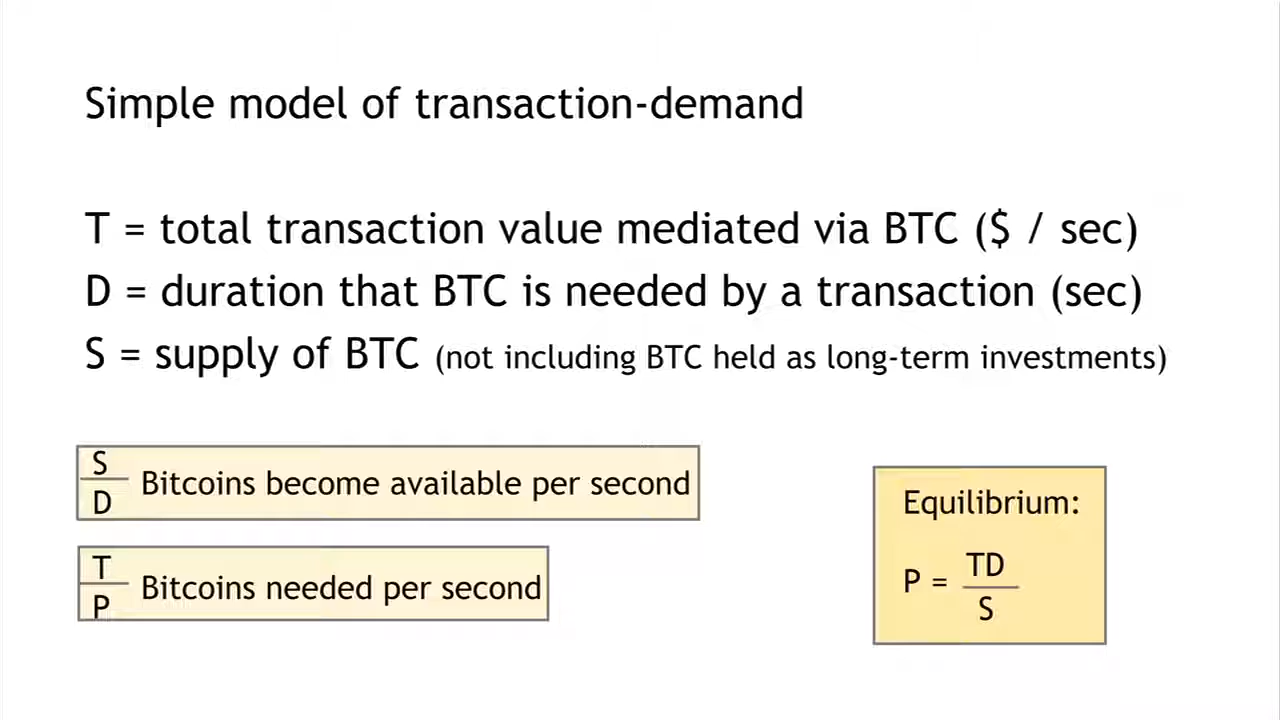 Simple model of transaction-demand
T = total transaction value mediated via BTC ($ / sec)
D = duration that BTC is needed by a transaction (sec)
S = supply of BTC (not including BTC held as long-term investments)
S
D
Bitcoins become available per second
T
P
Bitcoins needed per second
Equilibrium:
P = TD
S